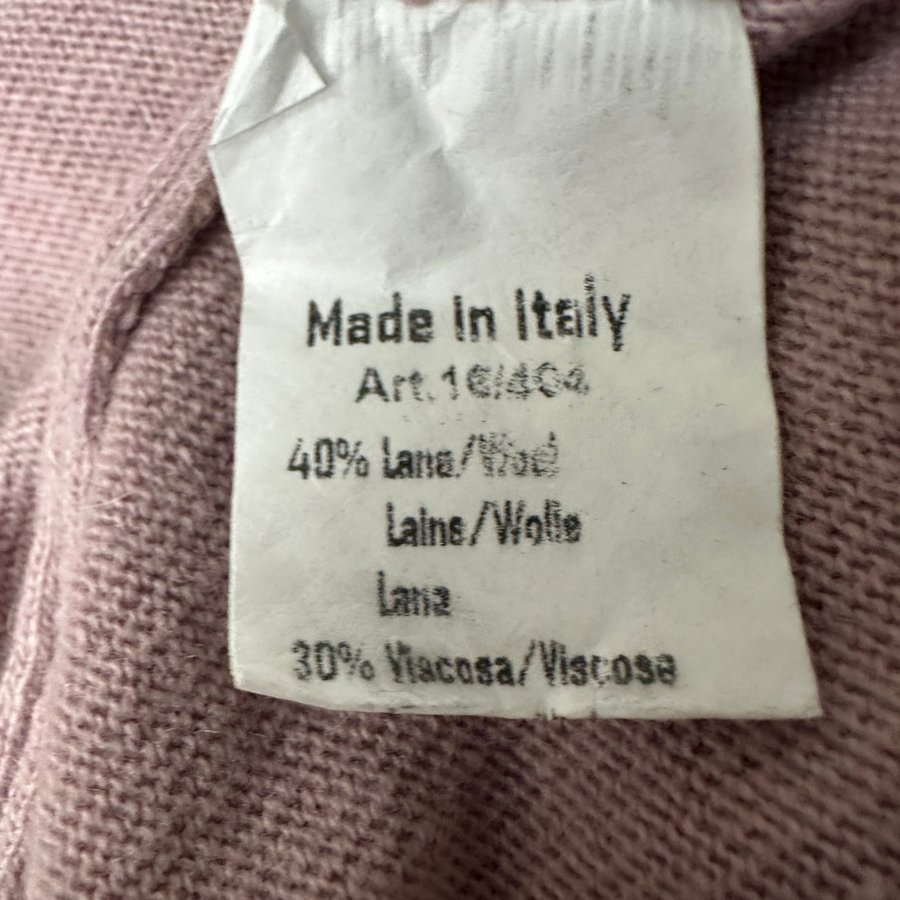 Made in Italy
Art.16/404
40% Lana/Wool
Laine/Wolle
Lana
30% Viscosa/Viscose